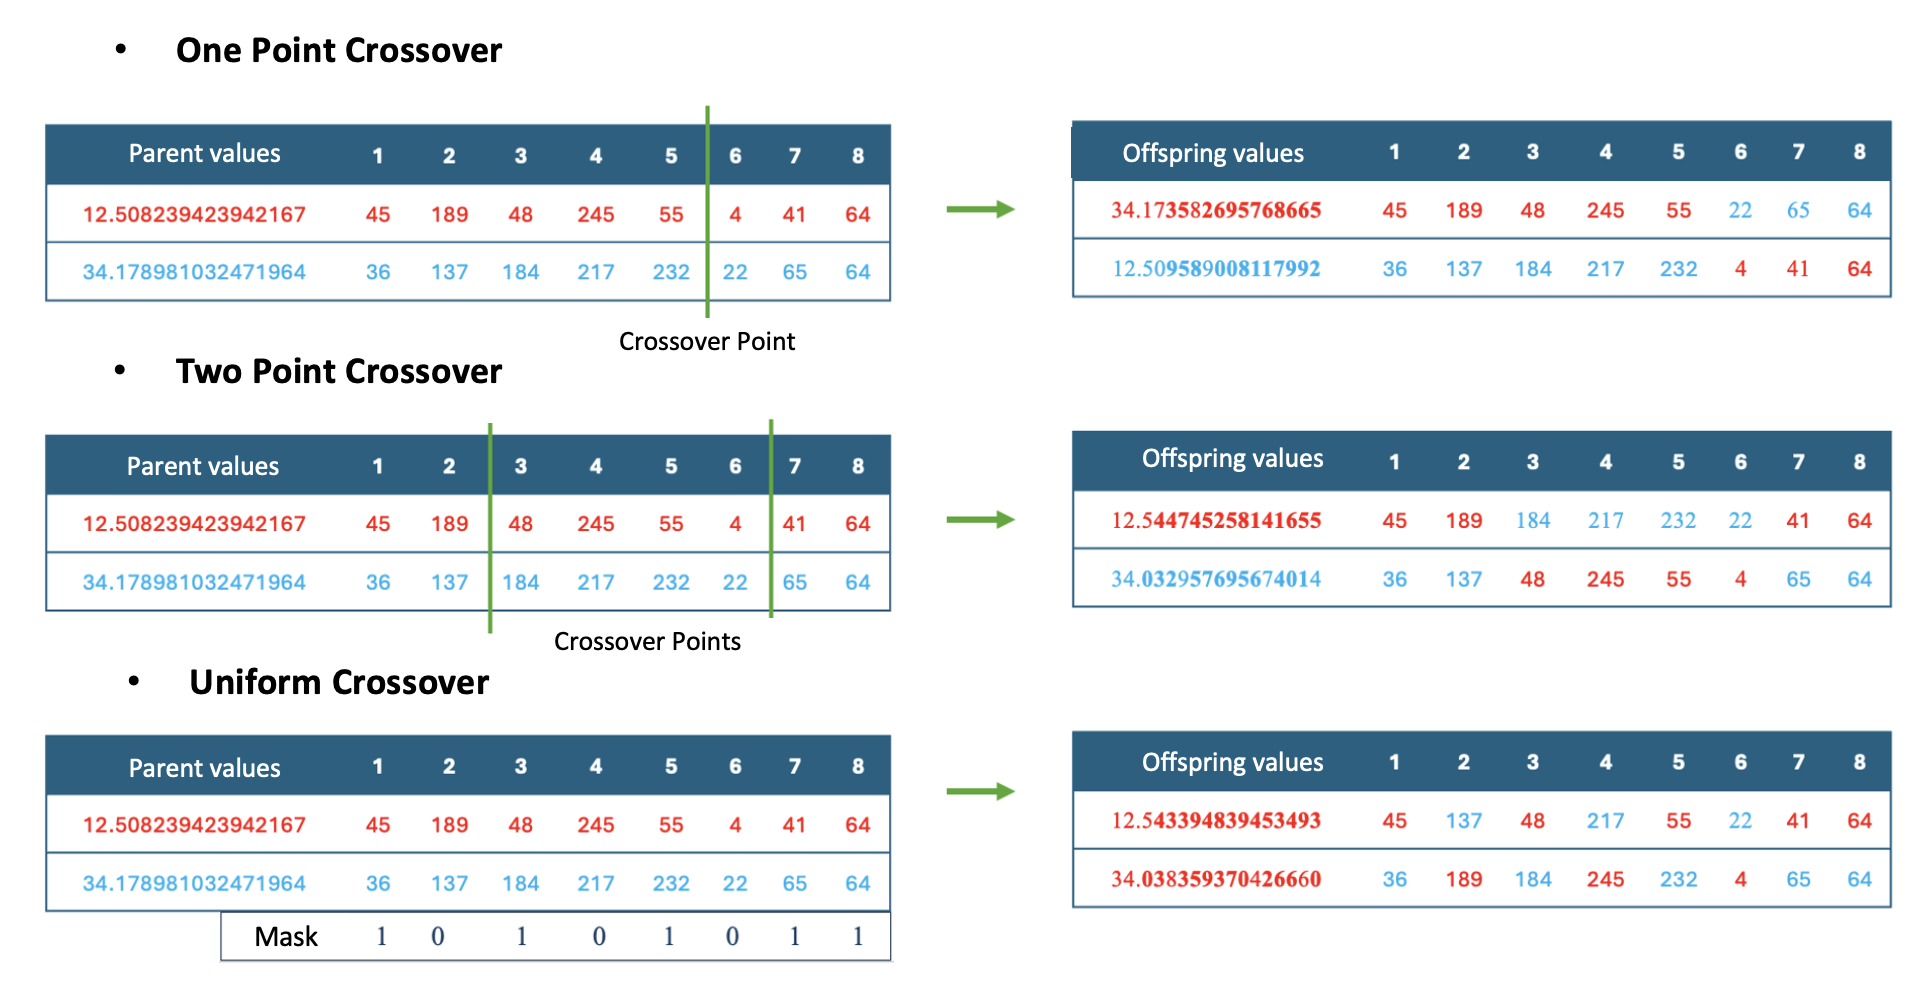 • One Point Crossover
Parent values 1 2 3 4 5 6 7 8
12.508239423942167 45 189 48 245 55 4 41 64
34.178981032471964 36 137 184 217 232 22 65 64
Crossover Point
Offspring values 1 2 3 4 5 6 7 8
34.173582695768665 45 189 48 245 55 22 65 64
12.509589008117992 36 137 184 217 232 4 41 64
• Two Point Crossover
Parent values 1 2 3 4 5 6 7 8
12.508239423942167 45 189 48 245 55 4 41 64
34.178981032471964 36 137 184 217 232 22 65 64
Crossover Points
Offspring values 1 2 3 4 5 6 7 8
12.544745258141655 45 189 184 217 232 22 41 64
34.032957695674014 36 137 48 245 55 4 65 64
• Uniform Crossover
Parent values 1 2 3 4 5 6 7 8
12.508239423942167 45 189 48 245 55 4 41 64
34.178981032471964 36 137 184 217 232 22 65 64
Mask 1 0 1 0 1 0 1 1
Offspring values 1 2 3 4 5 6 7 8
12.543394839453493 45 137 48 217 55 22 41 64
34.038359370426660 36 189 184 245 232 4 65 64